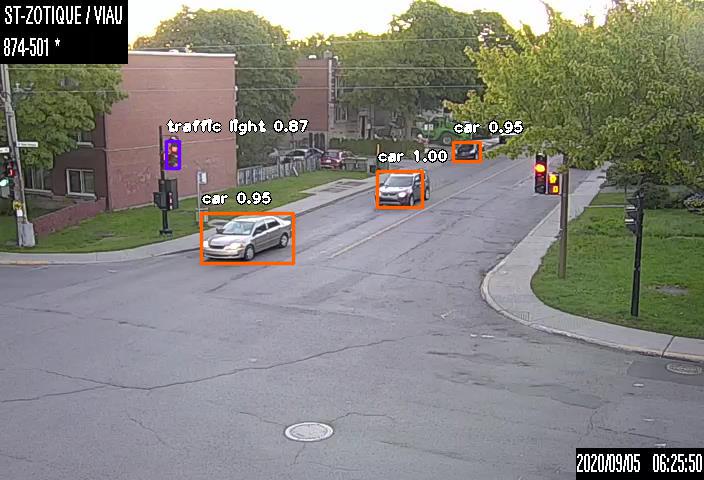 ST-ZOTIQUE / VIAU
874-501 *
traffic light 0.87
car 0.95
car 1.00
car 0.95
2020/09/05 06:25:50